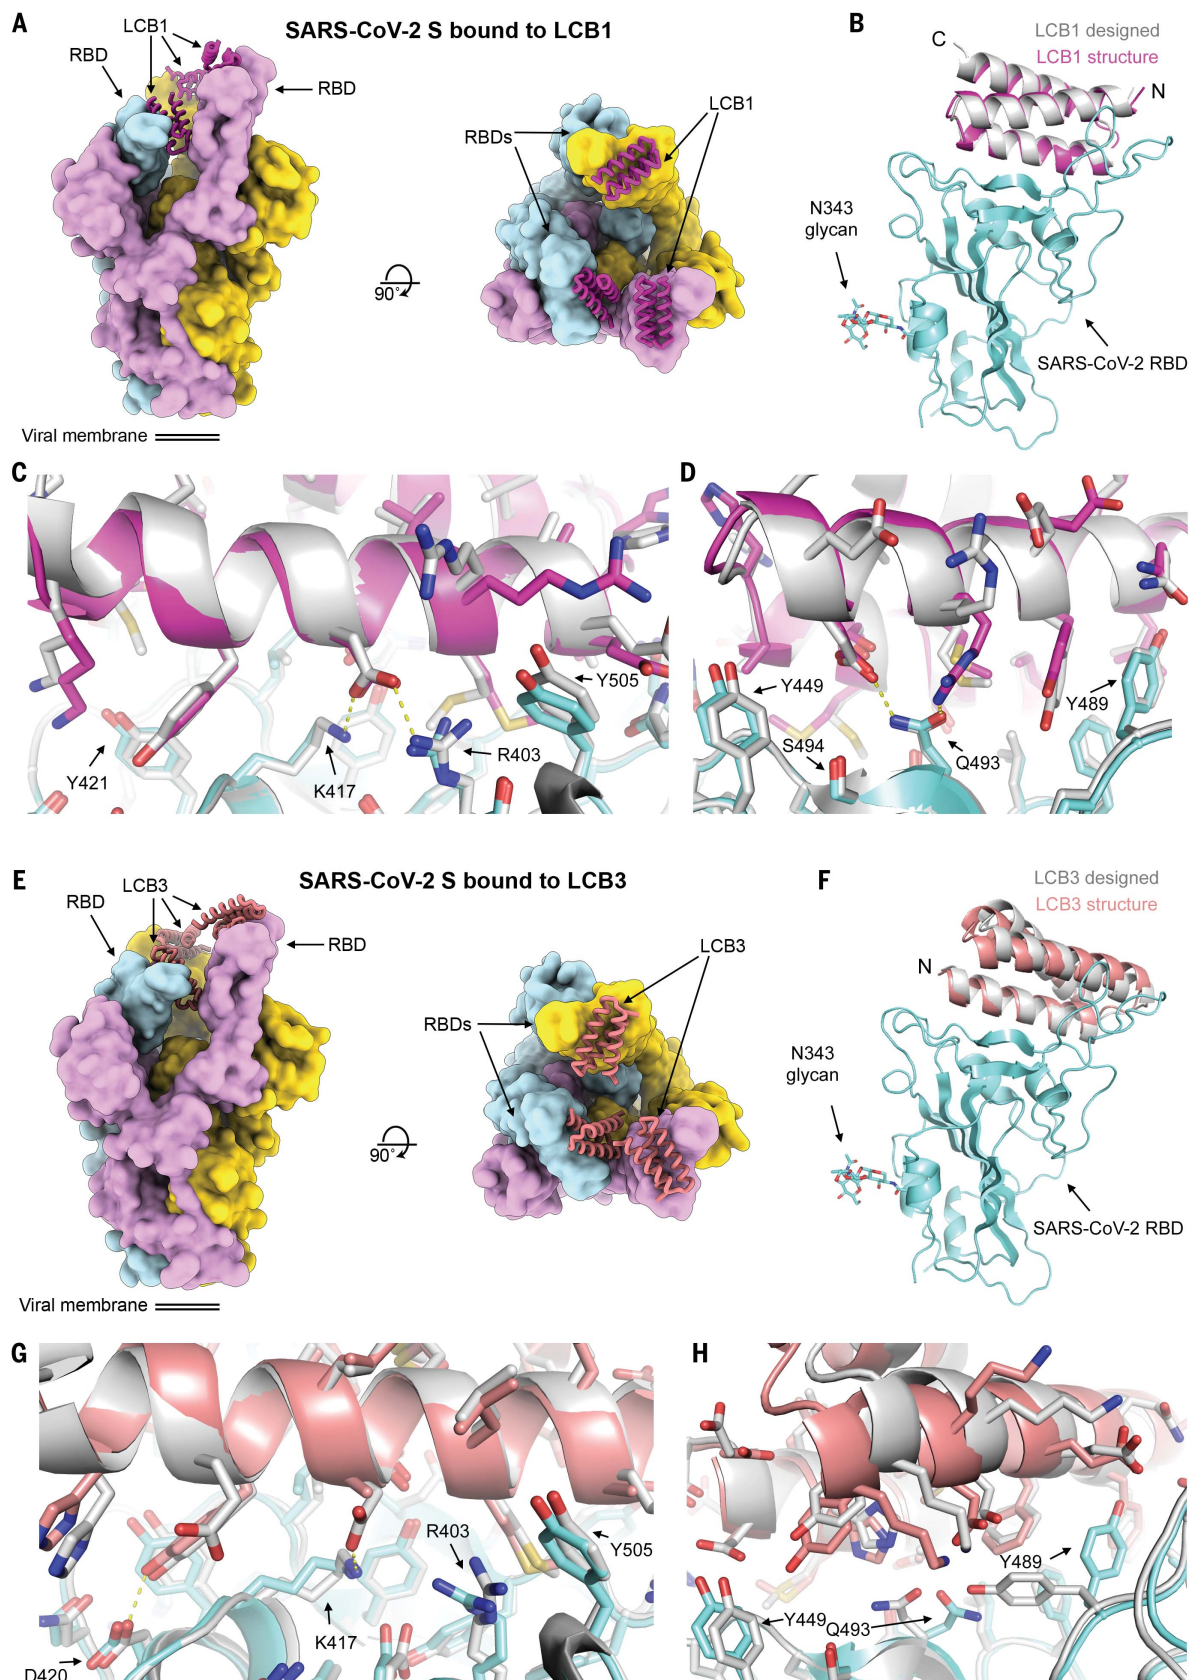 A
SARS-CoV-2 S bound to LCB1
LCB1
RBD
RBD
RBDs
LCB1
90°
Viral membrane
B
LCB1 designed
LCB1 structure
C
N
N343
glycan
SARS-CoV-2 RBD
C
Y505
R403
K417
Y421
D
Y449
S494
Q493
Y489
E
SARS-CoV-2 S bound to LCB3
LCB3
RBD
RBD
LCB3
RBDs
90°
Viral membrane
F
LCB3 designed
LCB3 structure
N
N343
glycan
SARS-CoV-2 RBD
G
R403
Y505
K417
D420
H
Y489
Y449
Q493